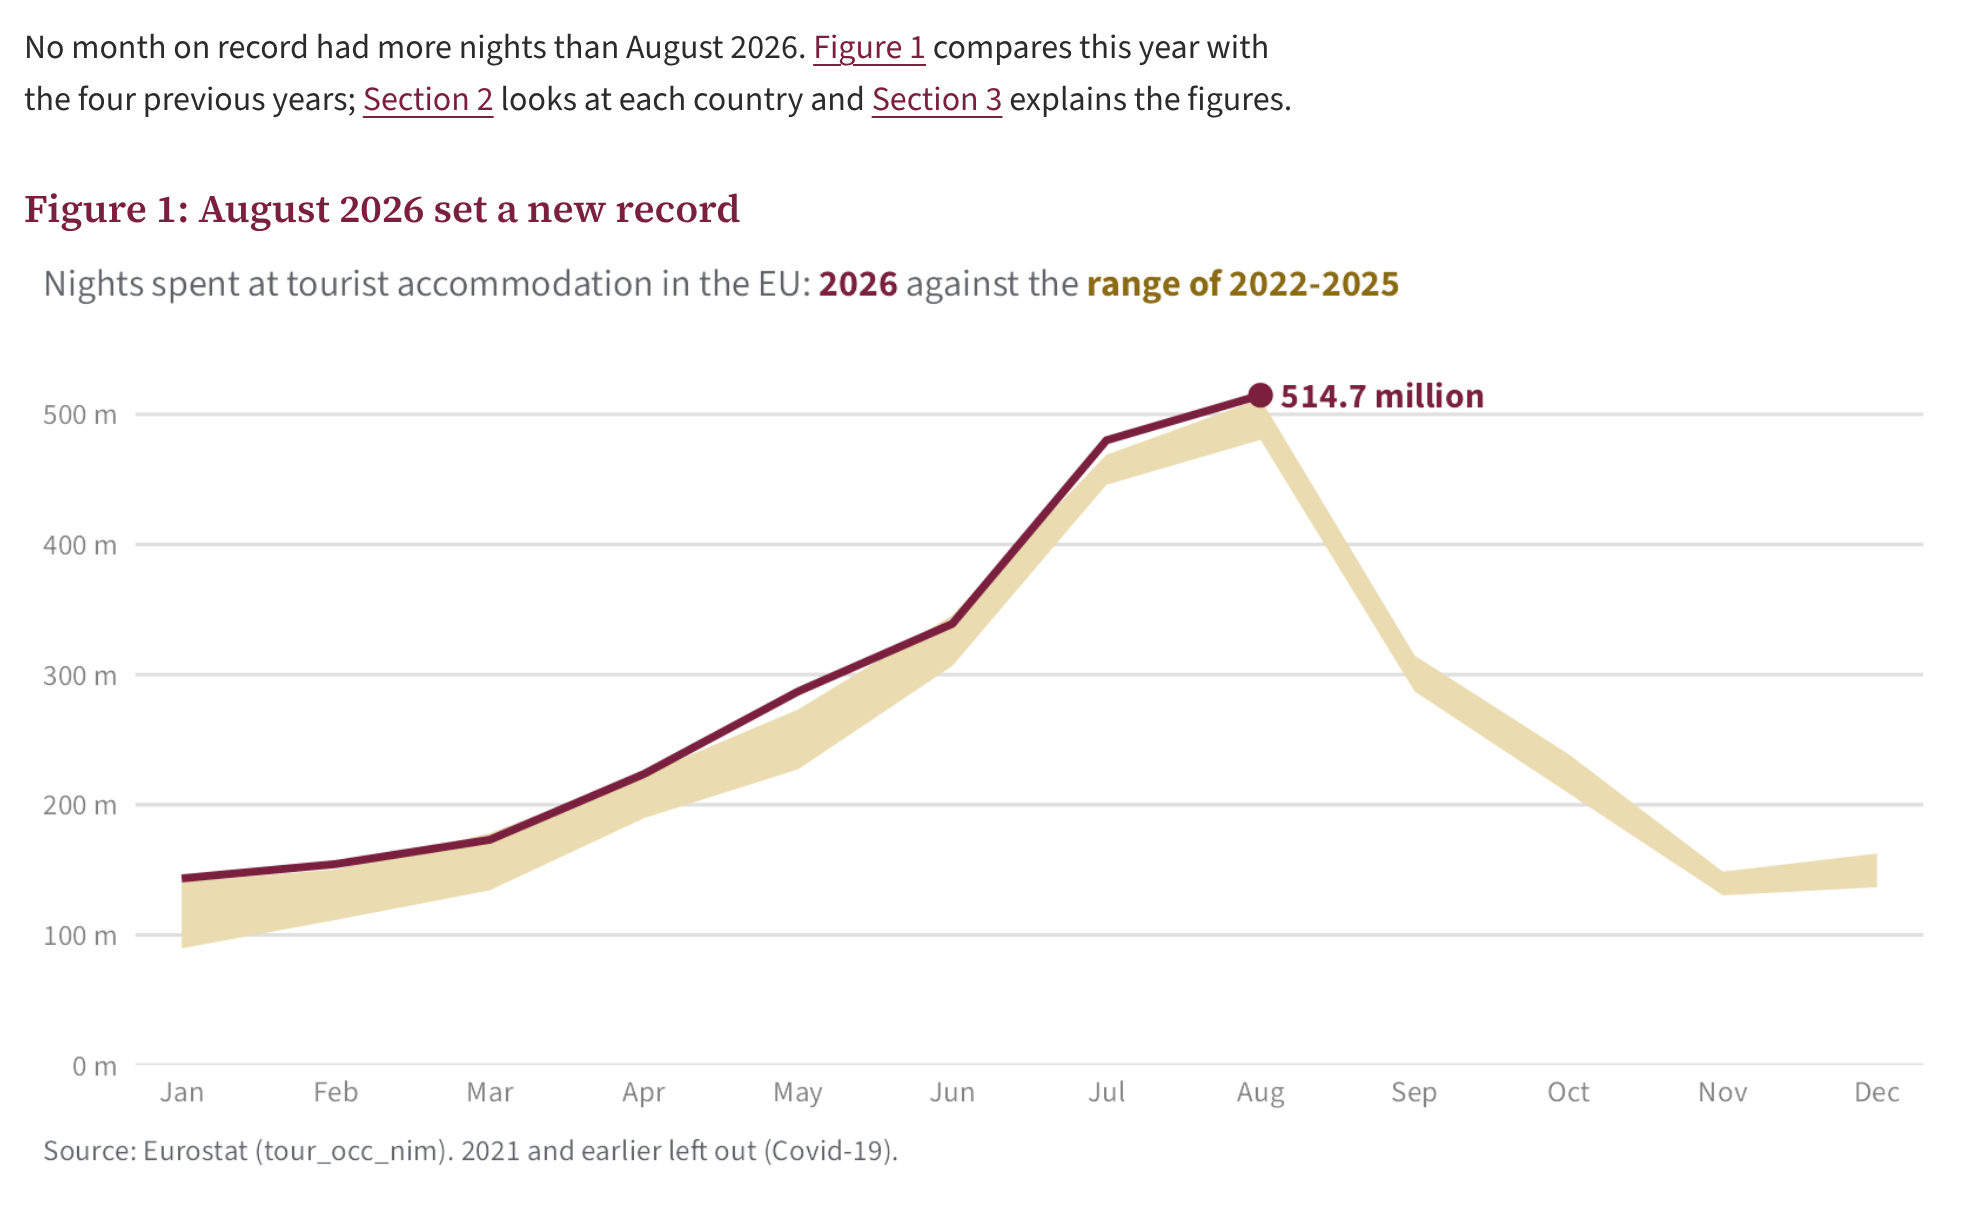 No month on record had more nights than August 2026. Figure 1 compares this year with
the four previous years; Section 2 looks at each country and Section 3 explains the figures.
Figure 1: August 2026 set a new record
Nights spent at tourist accommodation in the EU: 2026 against the range of 2022-2025
514.7 million
500 m
400 m
300 m
200 m
100 m
0 m
Jan Feb Mar Apr May Jun Jul Aug Sep Oct Nov Dec
Source: Eurostat (tour_occ_nim). 2021 and earlier left out (Covid-19).